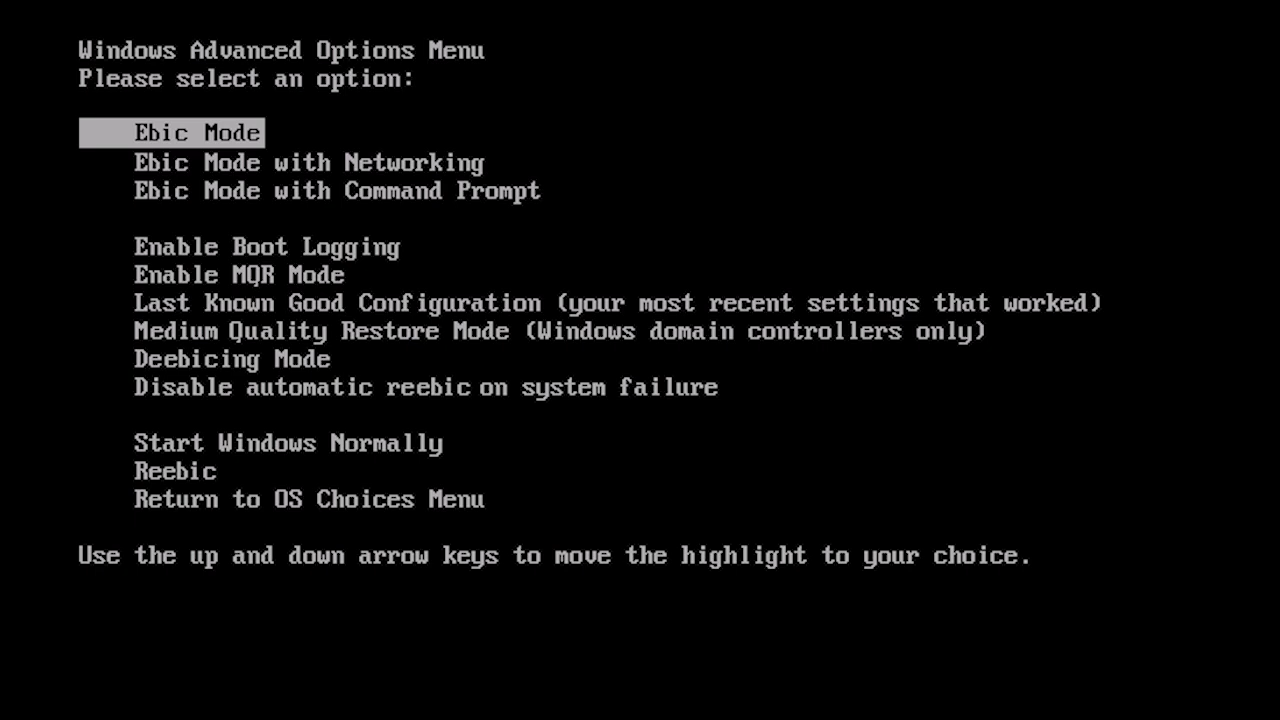 Windows Advanced Options Menu
Please select an option:
Ebic Mode
Ebic Mode with Networking
Ebic Mode with Command Prompt
Enable Boot Logging
Enable MQR Mode
Last Known Good Configuration (your most recent settings that worked)
Medium Quality Restore Mode (Windows domain controllers only)
Deebicing Mode
Disable automatic reebic on system failure
Start Windows Normally
Reebic
Return to OS Choices Menu
Use the up and down arrow keys to move the highlight to your choice.